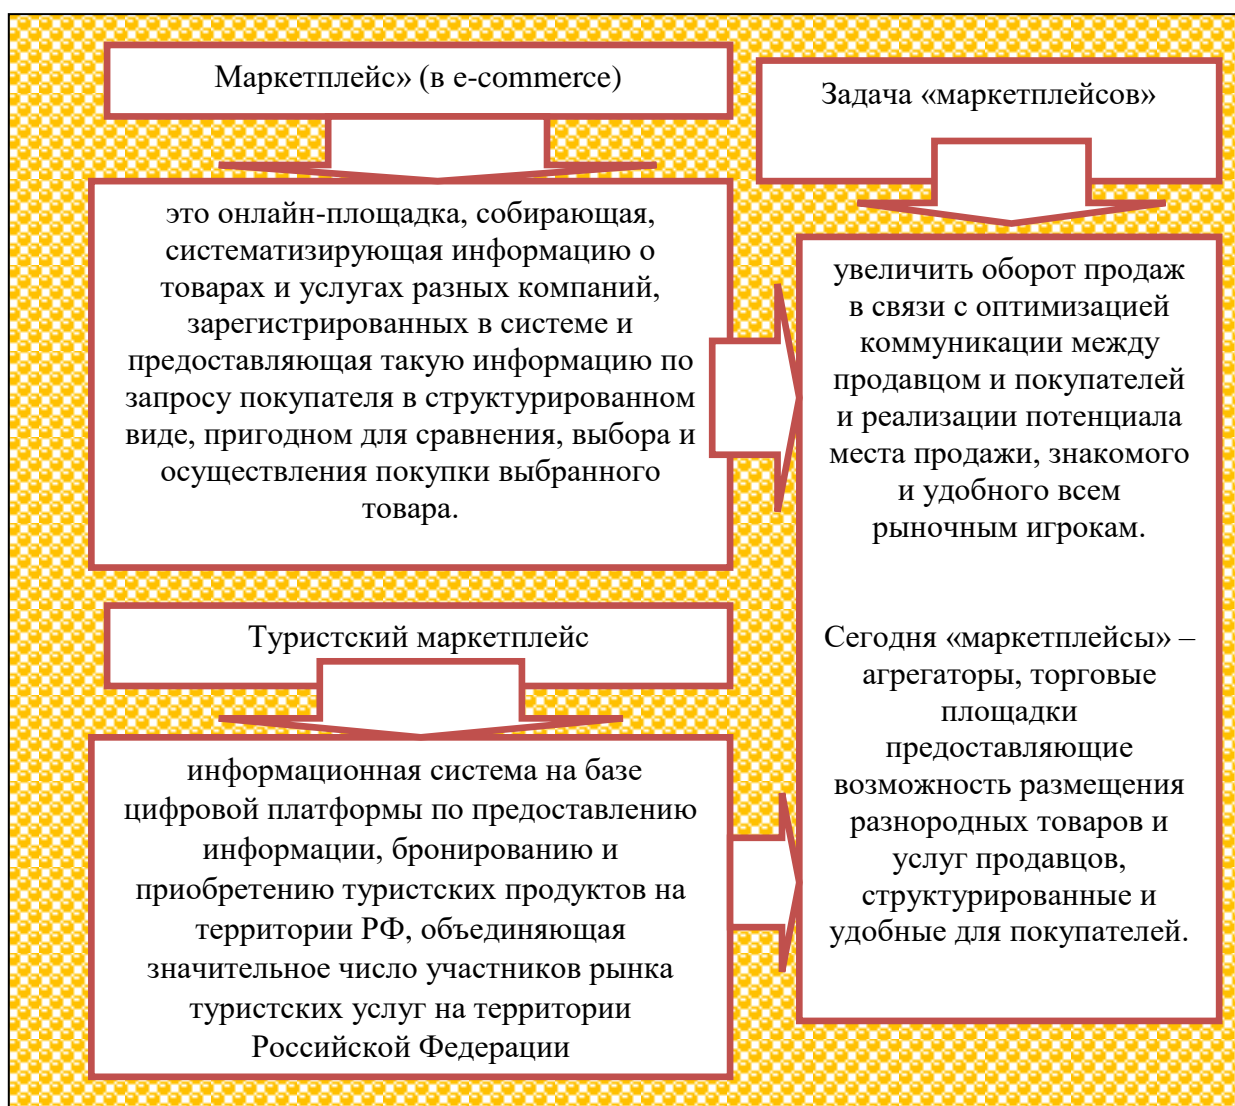 Маркетплейс» (в e-commerce)
это онлайн-площадка, собирающая,
систематизирующая информацию о
товарах и услугах разных компаний,
зарегистрированных в системе и
предоставляющая такую информацию по
запросу покупателя в структурированном
виде, пригодном для сравнения, выбора и
осуществления покупки выбранного
товара.
Туристский маркетплейс
информационная система на базе
цифровой платформы по предоставлению
информации, бронированию и
приобретению туристских продуктов на
территории РФ, объединяющая
значительное число участников рынка
туристских услуг на территории
Российской Федерации
Задача «маркетплейсов»
увеличить оборот продаж
в связи с оптимизацией
коммуникации между
продавцом и покупателей
и реализации потенциала
места продажи, знакомого
и удобного всем
рыночным игрокам.
Сегодня «маркетплейсы» –
агрегаторы, торговые
площадки
предоставляющие
возможность размещения
разнородных товаров и
услуг продавцов,
структурированные и
удобные для покупателей.